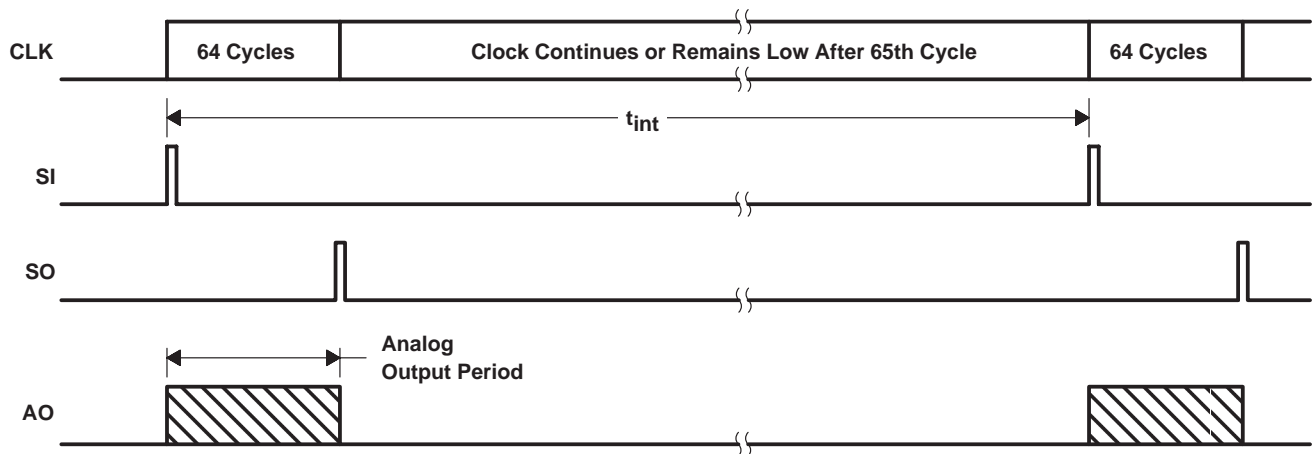 CLK
64 Cycles
Clock Continues or Remains Low After 65th Cycle
64 Cycles
tint
SI
SO
Analog
Output Period
AO